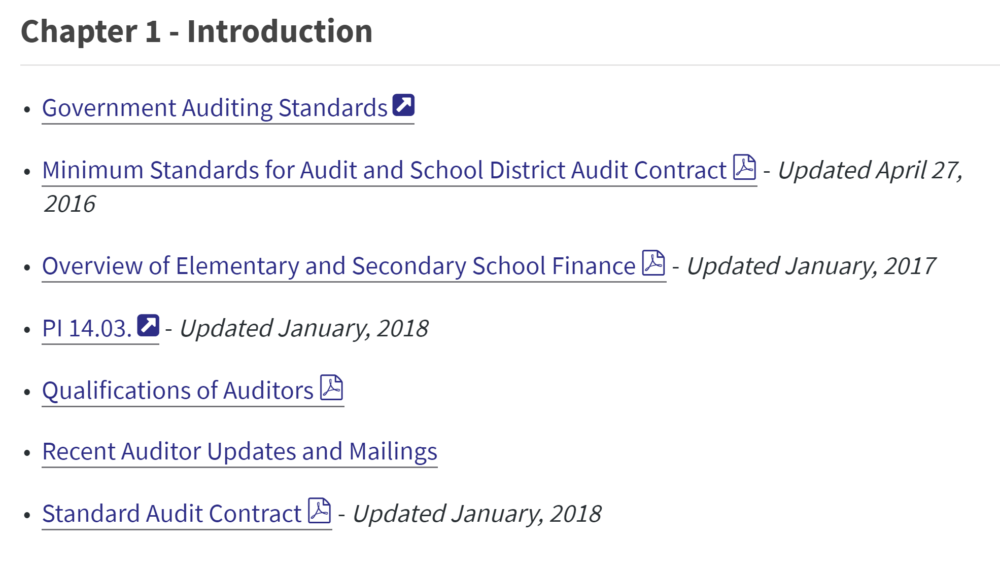 Chapter 1 - Introduction
• Government Auditing Standards
• Minimum Standards for Audit and School District Audit Contract - Updated April 27,
2016
• Overview of Elementary and Secondary School Finance - Updated January, 2017
• PI 14.03. - Updated January, 2018
• Qualifications of Auditors
• Recent Auditor Updates and Mailings
• Standard Audit Contract - Updated January, 2018